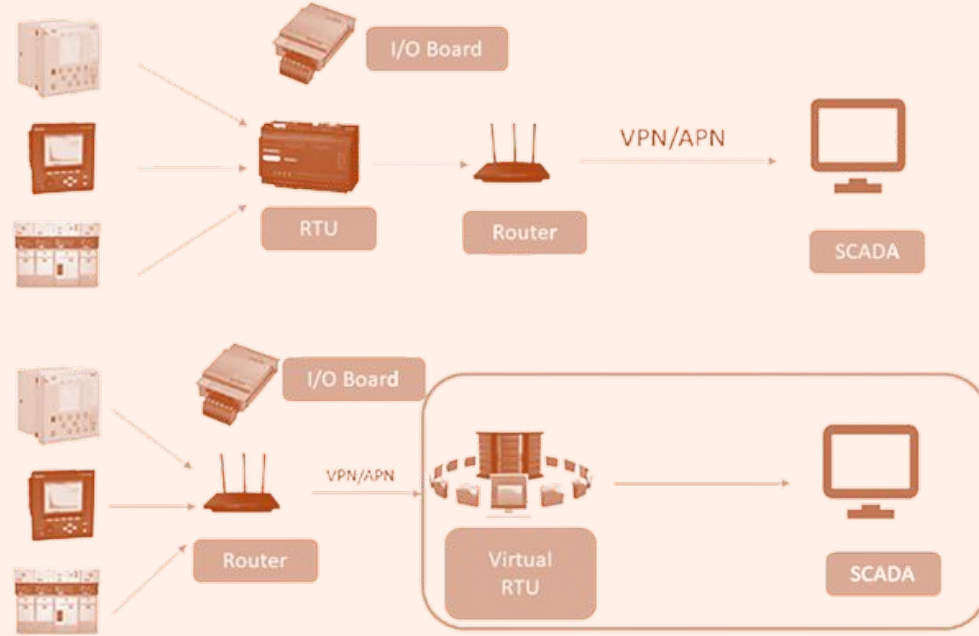 I/O Board
VPN/APN
RTU
Router
SCADA
I/O Board
VPN/APN
Router
Virtual
RTU
SCADA